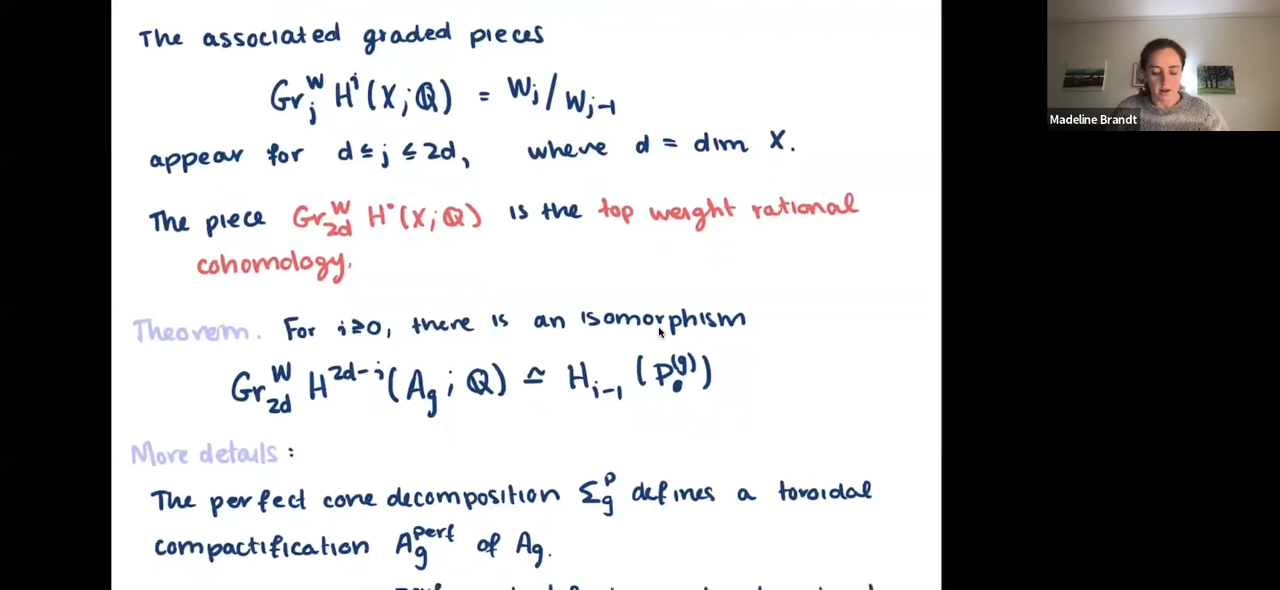 The associated graded pieces
Gr_j^W H^i(X;ℚ) = W_j / W_{j-1}
appear for d ≤ j ≤ 2d, where d = dim X.
The piece Gr_{2d}^W H^•(X;ℚ) is the top weight rational
cohomology.
Theorem. For i≥0, there is an isomorphism
Gr_{2d}^W H^{2d-i}(A_g;ℚ) ≃ H_{i-1}(P_•^{(g)})
More details:
The perfect cone decomposition Σ_g^P defines a toroidal
compactification A_g^{perf} of A_g.
Madeline Brandt